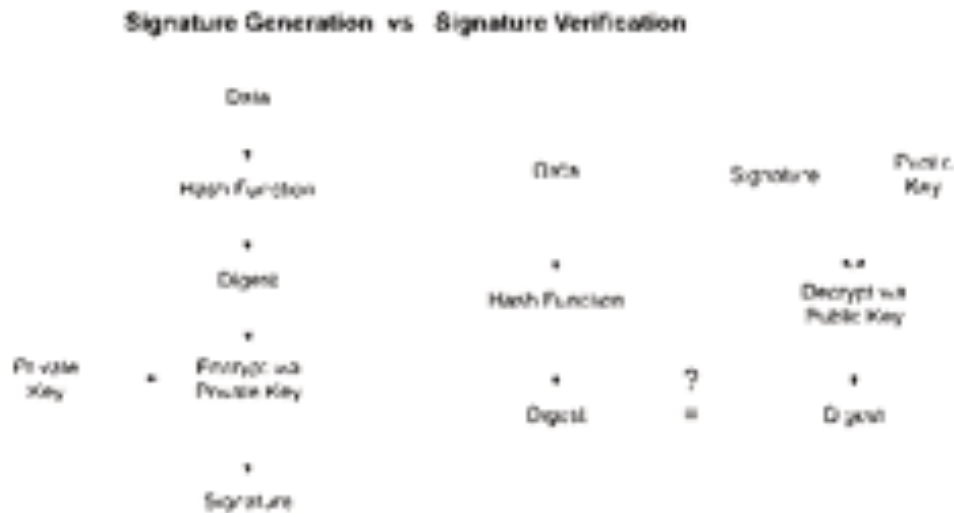 Signature Generation vs Signature Verification
Data
Hash Function
Digest
Private
Key
Encrypt via
Private Key
Signature
Data
Signature
Public
Key
Hash Function
Decrypt via
Public Key
Digest
?
=
Digest